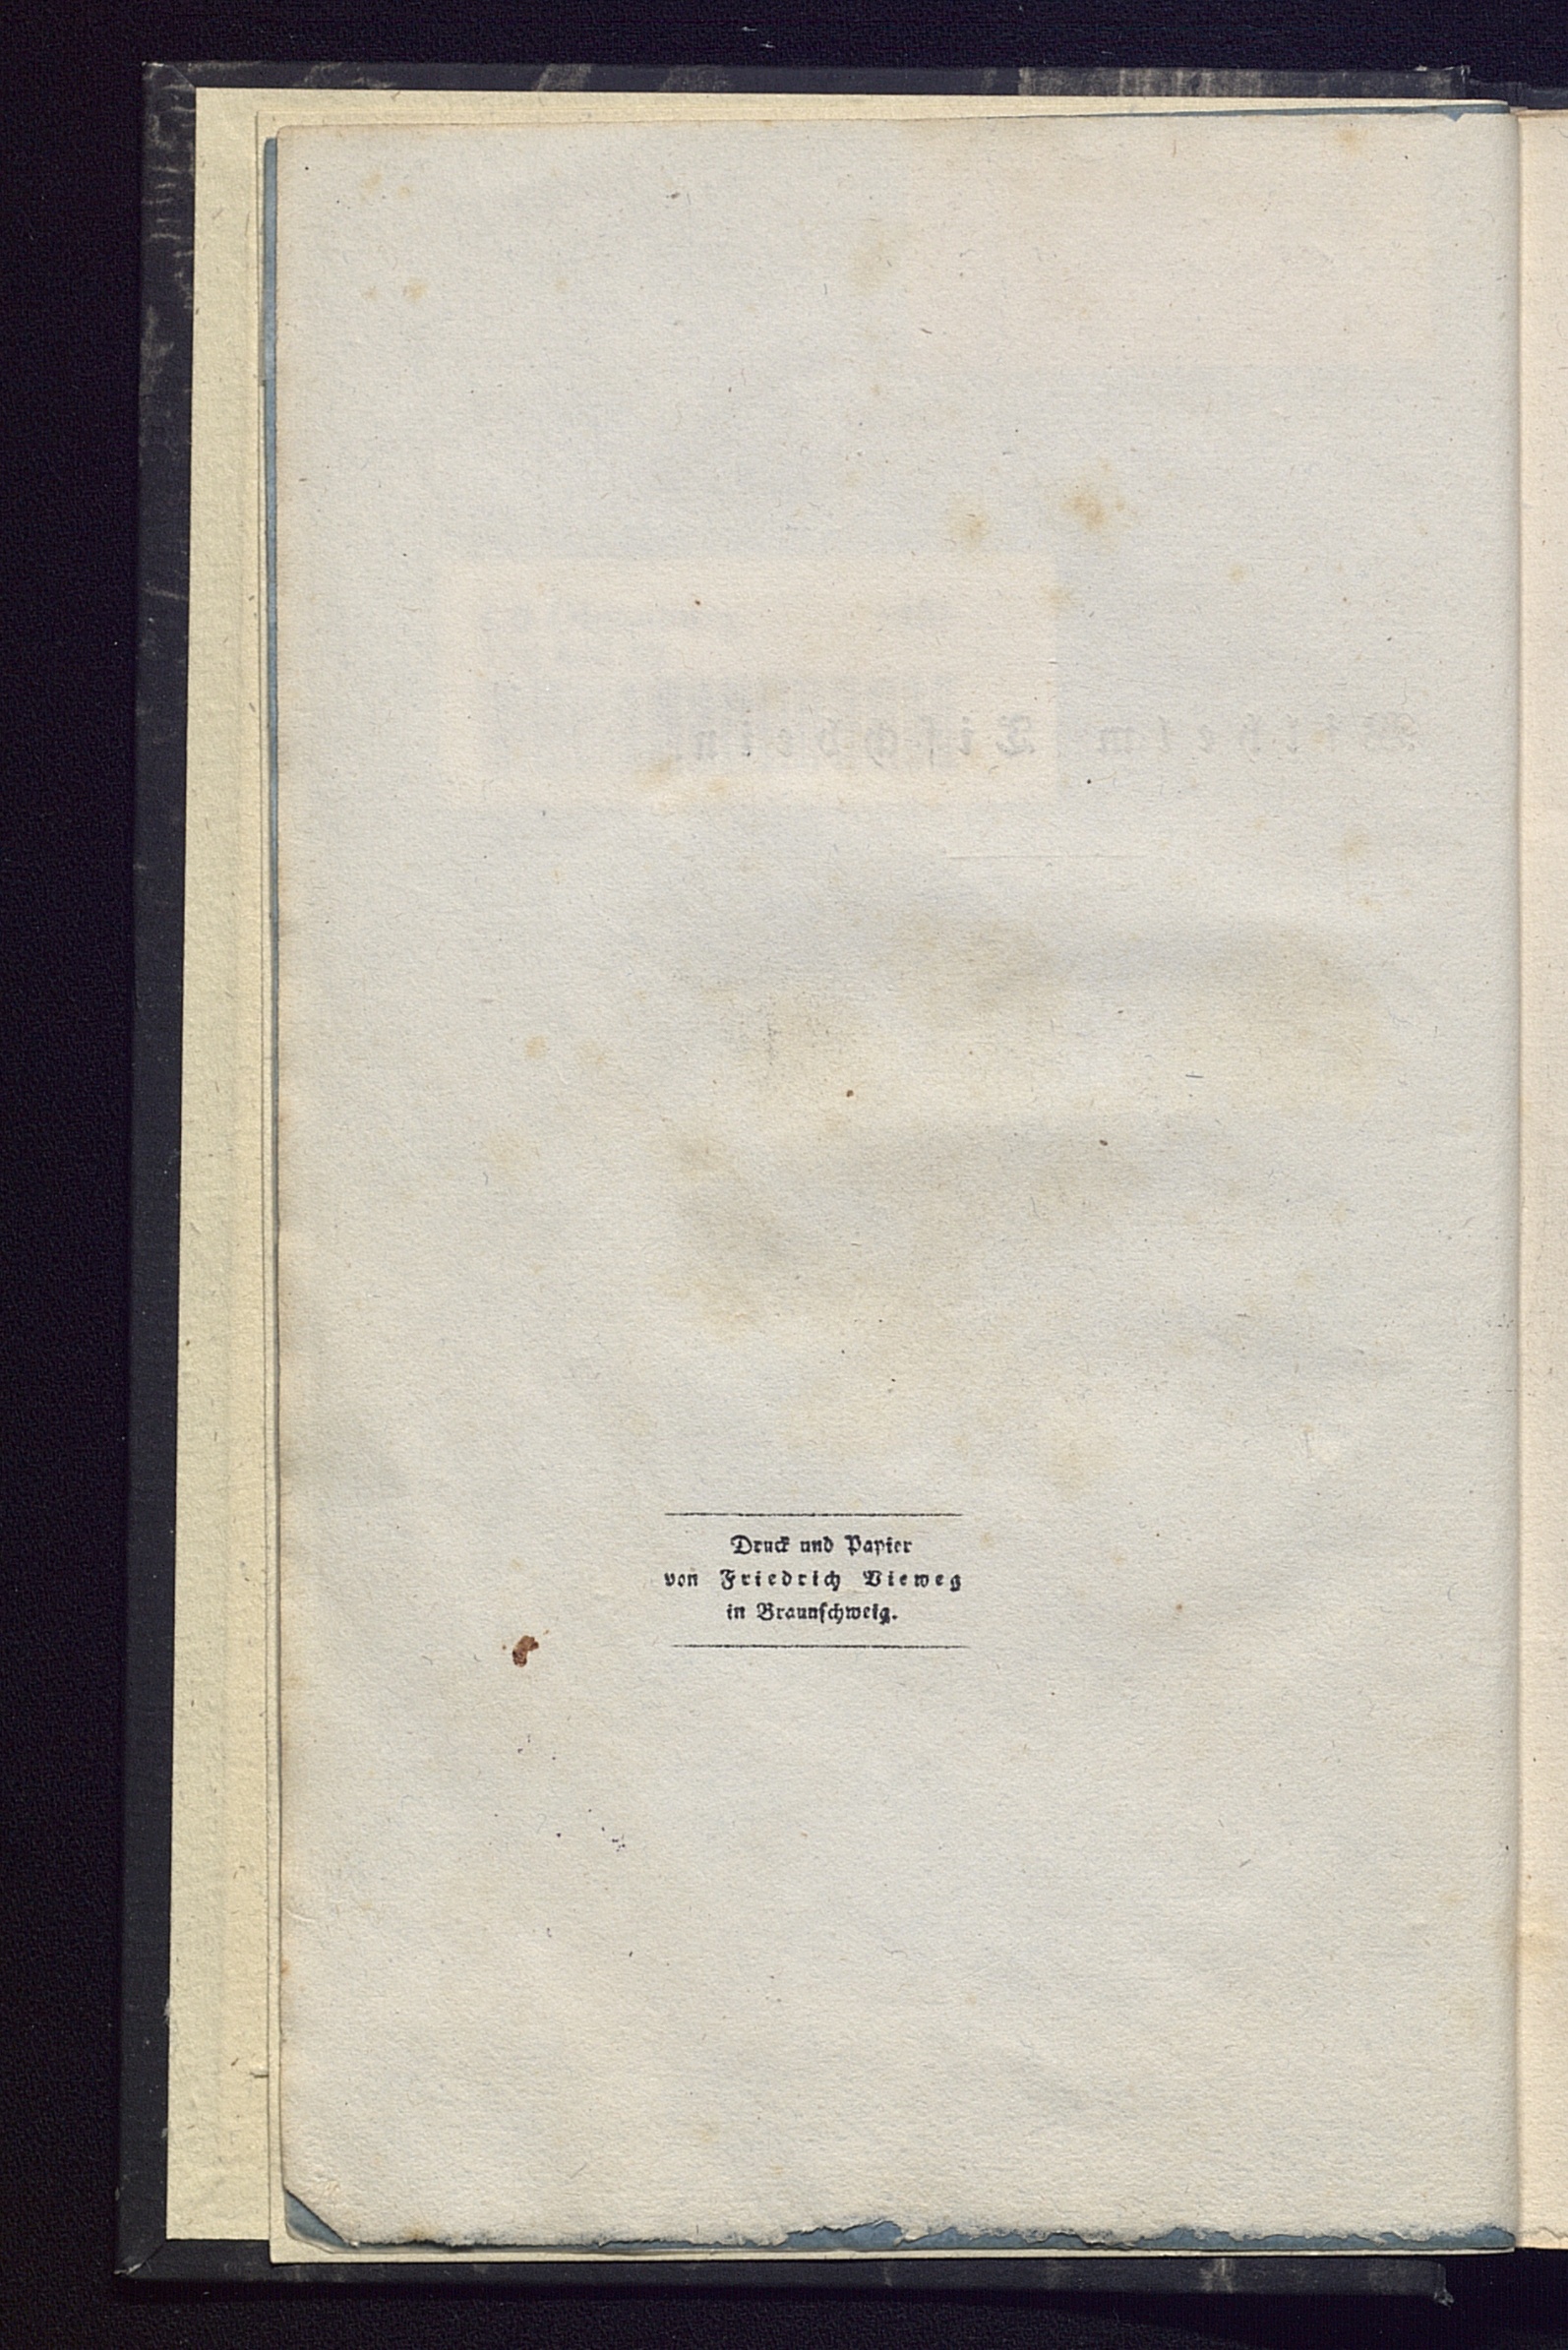 Druck und Papier
von Friedrich Vieweg
in Braunschweig.